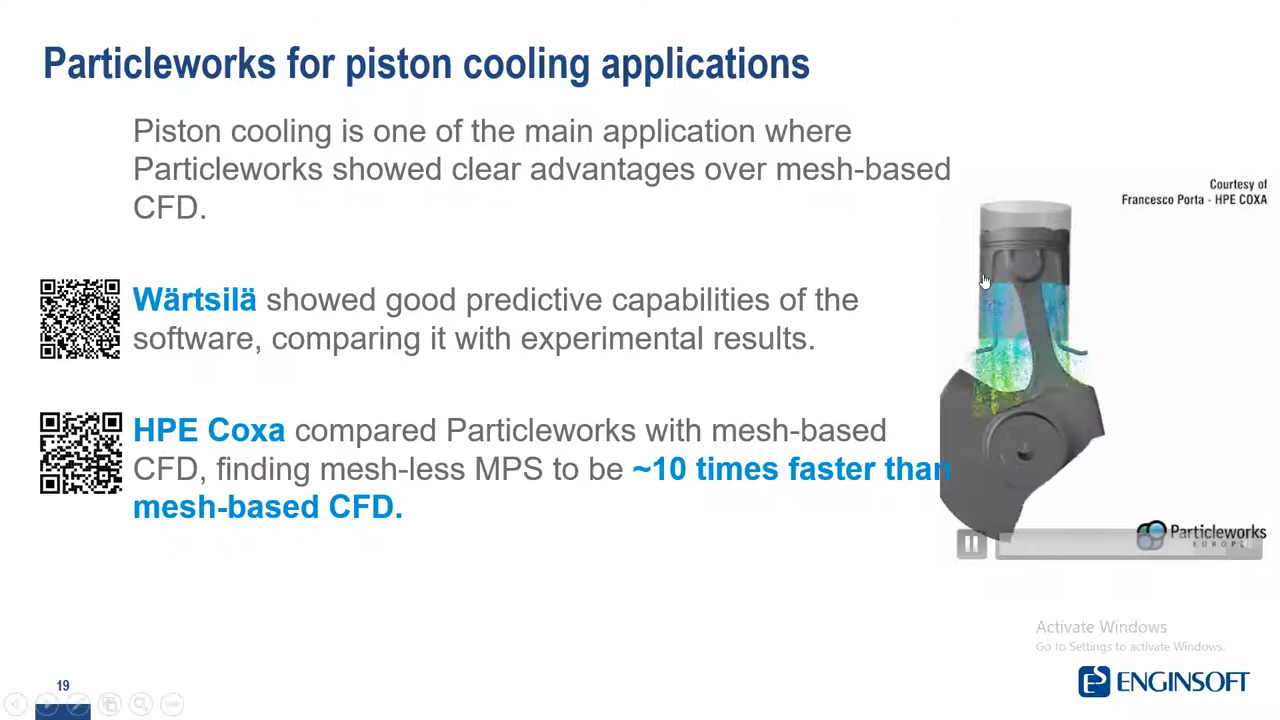 Particleworks for piston cooling applications
Piston cooling is one of the main application where
Particleworks showed clear advantages over mesh-based
CFD.
Courtesy of
Francesco Porta - HPE COXA
Wärtsilä showed good predictive capabilities of the
software, comparing it with experimental results.
HPE Coxa compared Particleworks with mesh-based
CFD, finding mesh-less MPS to be ~10 times faster than
mesh-based CFD.
Particleworks
EUROPE
Activate Windows
Go to Settings to activate Windows.
19
ENGINSOFT